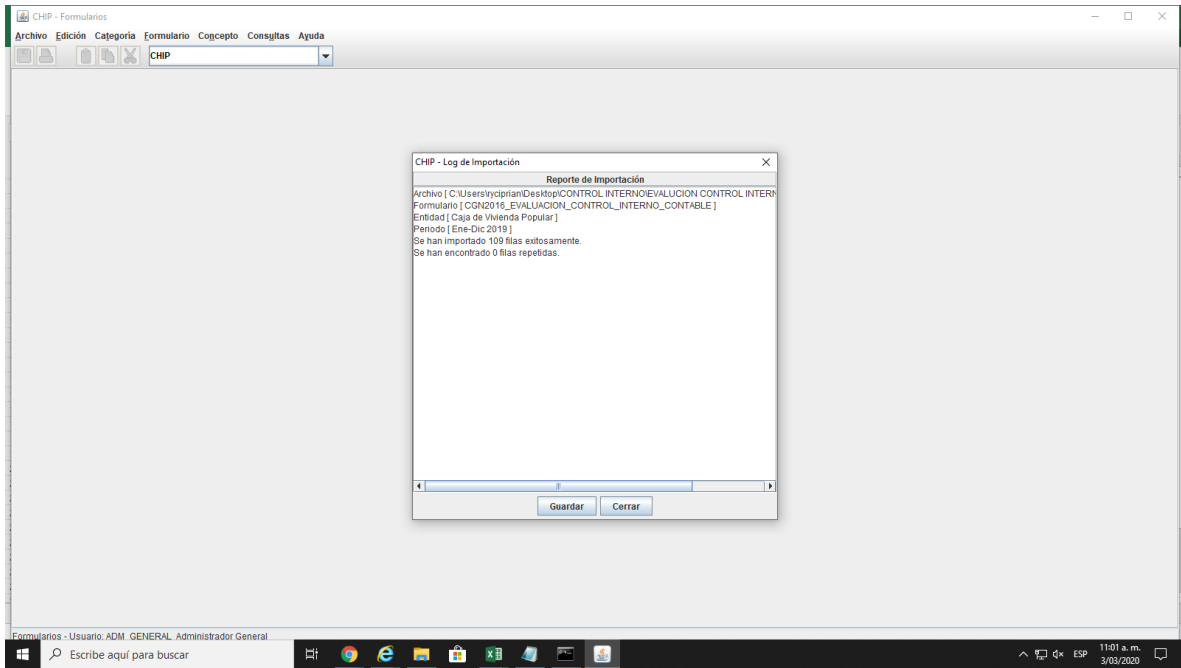 CHIP - Formularios
Archivo Edición Categoría Formulario Concepto Consultas Ayuda
CHIP
CHIP - Log de Importación
Reporte de Importación
Archivo [ C:\Users\ryciprian\Desktop\CONTROL INTERNO\EVALUCION CONTROL INTERN
Formulario [ CGN2016_EVALUACION_CONTROL_INTERNO_CONTABLE ]
Entidad [ Caja de Vivienda Popular ]
Periodo [ Ene-Dic 2019 ]
Se han importado 109 filas exitosamente.
Se han encontrado 0 filas repetidas.
Guardar Cerrar
Formularios - Usuario: ADM_GENERAL Administrador General
Escribe aquí para buscar
ESP
11:01 a. m.
3/03/2020